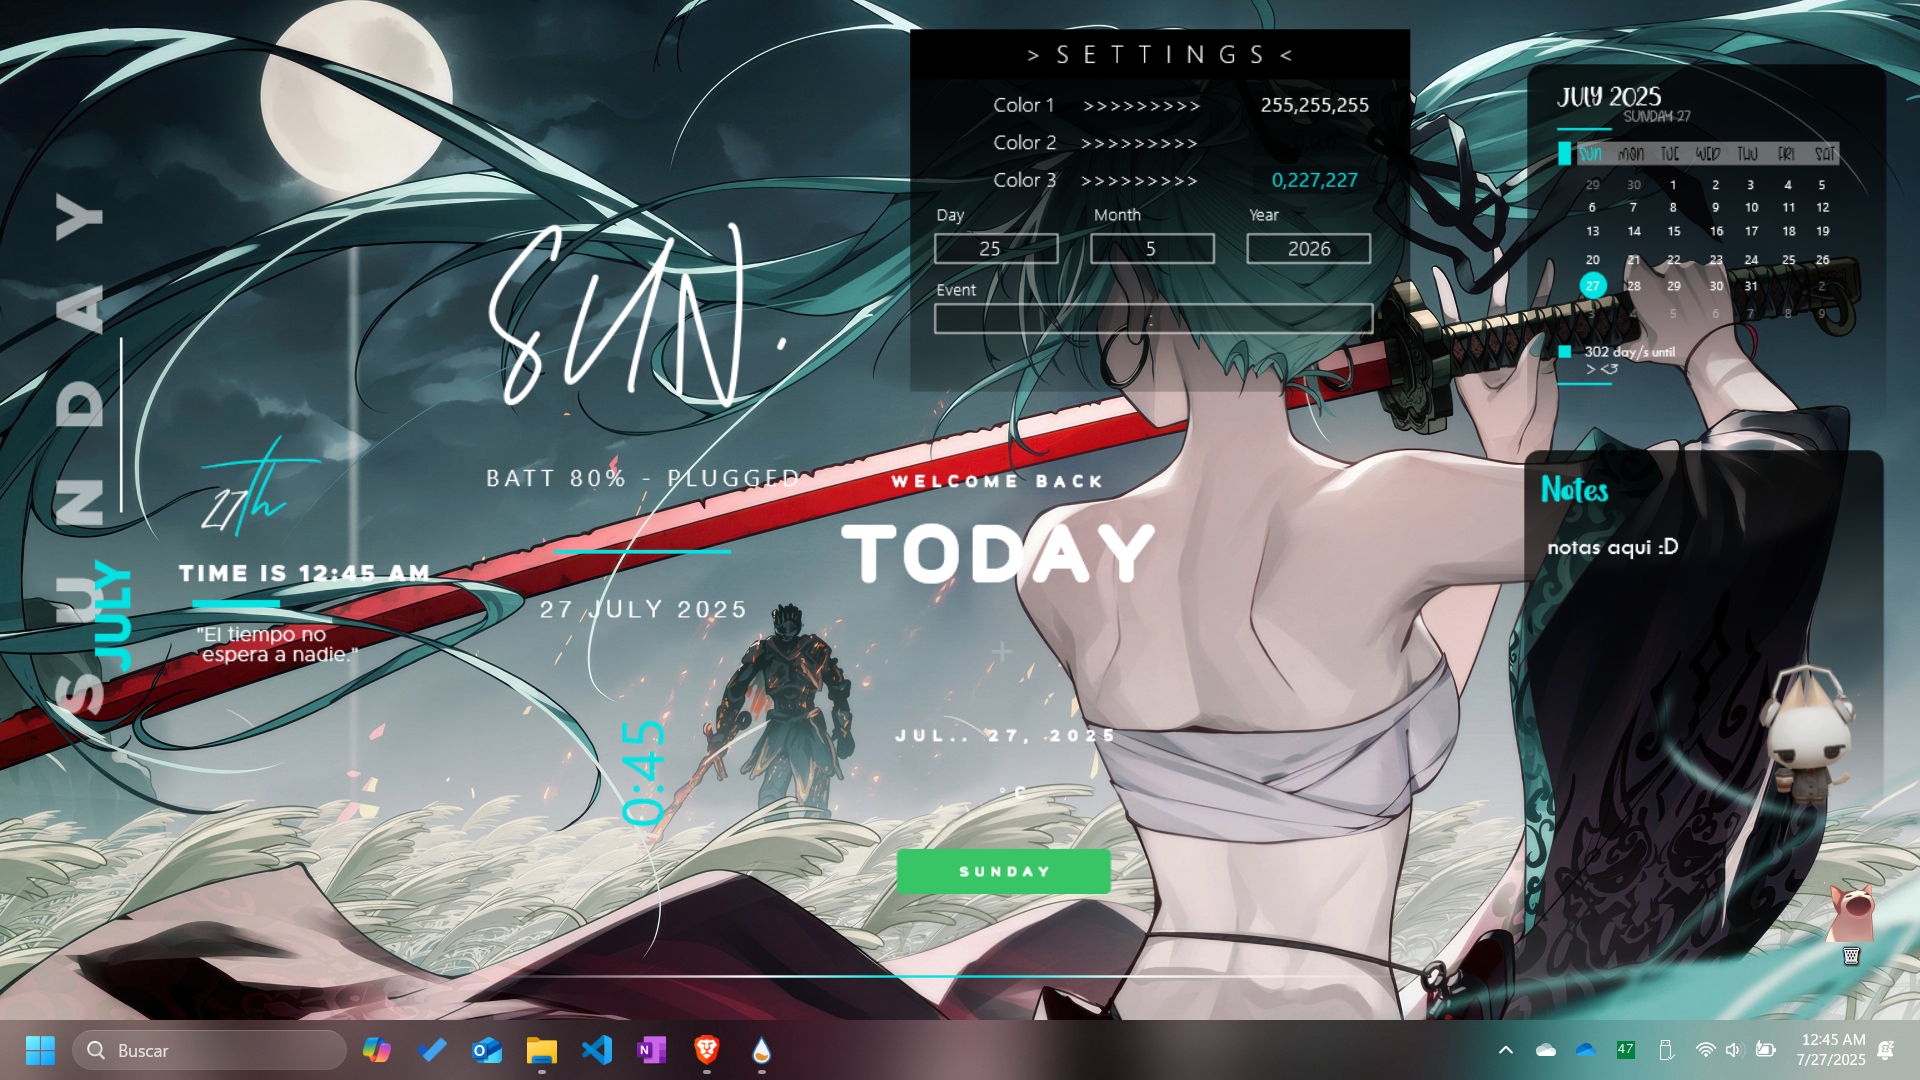 > S E T T I N G S <
Color 1 >>>>>>>>> 255,255,255
Color 2 >>>>>>>>> 0,0,0
Color 3 >>>>>>>>> 0,227,227
Day Month Year
25 5 2026
Event
:
JULY 2025
SUNDAY 27
SUN MON TUE WED THU FRI SAT
29 30 1 2 3 4 5
6 7 8 9 10 11 12
13 14 15 16 17 18 19
20 21 22 23 24 25 26
27 28 29 30 31 1 2
3 4 5 6 7 8 9
302 day/s until
> <3
SUNDAY
JULY
SUN.
27th
BATT 80% - PLUGGED
TIME IS 12:45 AM
"El tiempo no
espera a nadie."
27 JULY 2025
0:45
WELCOME BACK
TODAY
+
JUL.. 27, 2025
°C
SUNDAY
Notes
notas aqui :D
Buscar
47
12:45 AM
7/27/2025